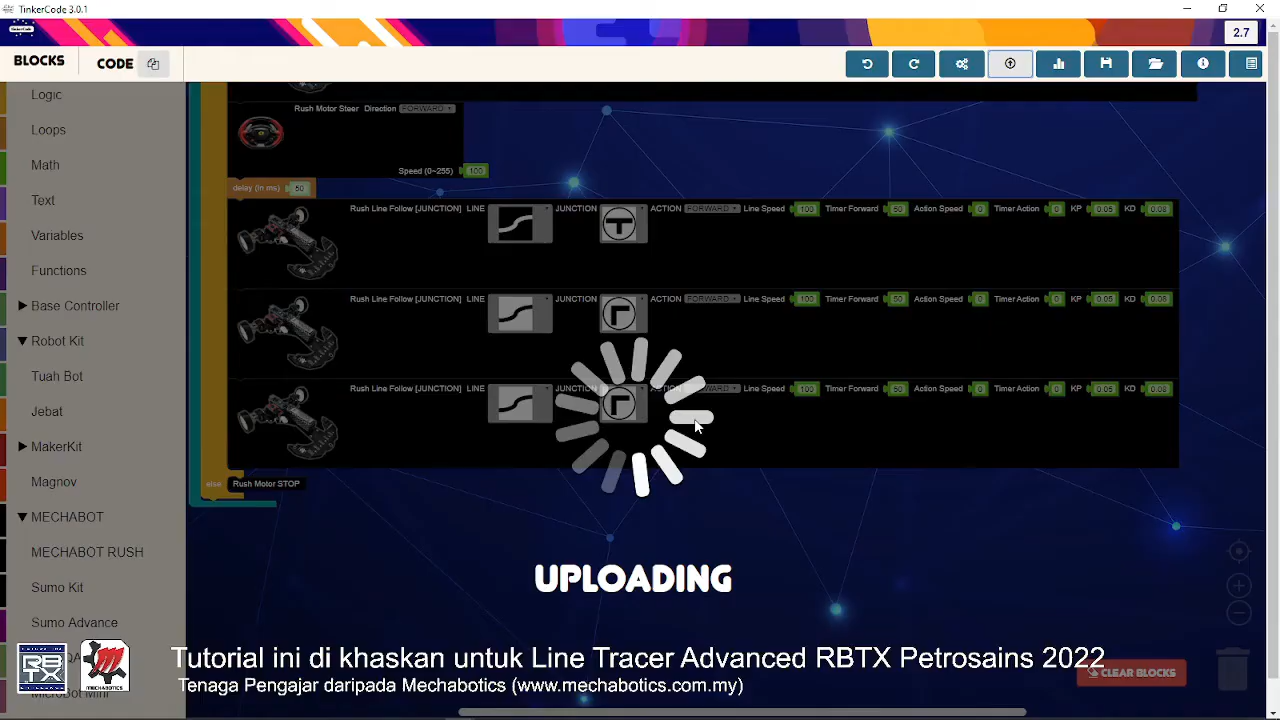 TinkerCode 3.0.1
2.7
BLOCKS
CODE
Logic
Loops
Math
Text
Variables
Functions
Base Controller
Robot Kit
Tuah Bot
Jebat
MakerKit
Magnov
MECHABOT
MECHABOT RUSH
Sumo Kit
Sumo Advance
Rush Motor Steer Direction FORWARD
Speed (0~255) 100
delay (in ms) 50
Rush Line Follow [JUNCTION] LINE JUNCTION ACTION FORWARD Line Speed 100 Timer Forward 50 Action Speed 0 Timer Action 0 KP 0.05 KD 0.08
Rush Line Follow [JUNCTION] LINE JUNCTION ACTION FORWARD Line Speed 100 Timer Forward 50 Action Speed 0 Timer Action 0 KP 0.05 KD 0.08
Rush Line Follow [JUNCTION] LINE JUNCTION ACTION FORWARD Line Speed 100 Timer Forward 50 Action Speed 0 Timer Action 0 KP 0.05 KD 0.08
else Rush Motor STOP
UPLOADING
RBTX
MECHABOTICS
Tutorial ini di khaskan untuk Line Tracer Advanced RBTX Petrosains 2022
Tenaga Pengajar daripada Mechabotics (www.mechabotics.com.my)
CLEAR BLOCKS